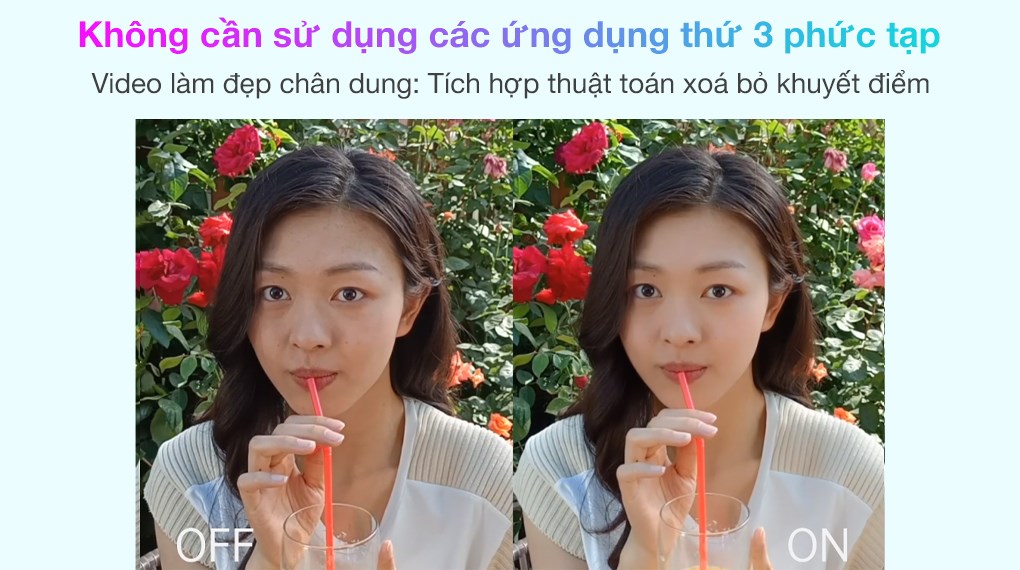 Không cần sử dụng các ứng dụng thứ 3 phức tạp
Video làm đẹp chân dung: Tích hợp thuật toán xoá bỏ khuyết điểm
OFF
ON